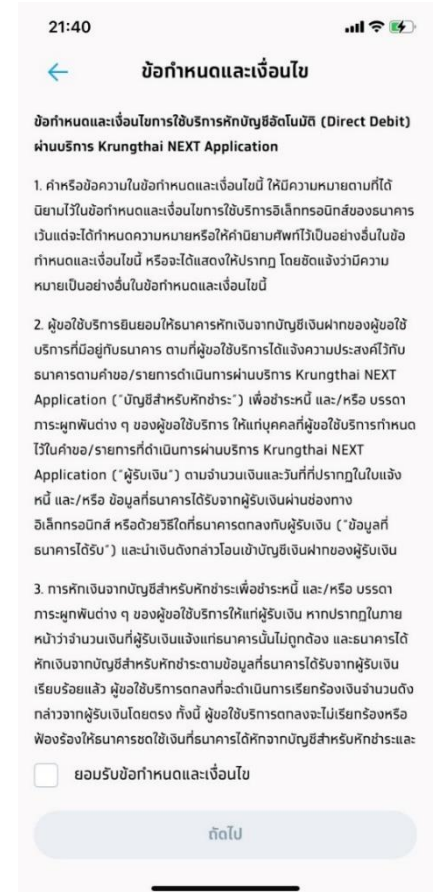 21:40
ข้อกำหนดและเงื่อนไข
ข้อกำหนดและเงื่อนไขการใช้บริการหักบัญชีอัตโนมัติ (Direct Debit)
ผ่านบริการ Krungthai NEXT Application
1. คำหรือข้อความในข้อกำหนดและเงื่อนไขนี้ ให้มีความหมายตามที่ได้
นิยามไว้ในข้อกำหนดและเงื่อนไขการใช้บริการอิเล็กทรอนิกส์ของธนาคาร
เว้นแต่จะได้กำหนดความหมายหรือให้คำนิยามศัพท์ไว้เป็นอย่างอื่นในข้อ
กำหนดและเงื่อนไขนี้ หรือจะได้แสดงให้ปรากฏ โดยชัดแจ้งว่ามีความ
หมายเป็นอย่างอื่นในข้อกำหนดและเงื่อนไขนี้
2. ผู้ขอใช้บริการยินยอมให้ธนาคารหักเงินจากบัญชีเงินฝากของผู้ขอใช้
บริการที่มีอยู่กับธนาคาร ตามที่ผู้ขอใช้บริการได้แจ้งความประสงค์ไว้กับ
ธนาคารตามคำขอ/รายการดำเนินการผ่านบริการ Krungthai NEXT
Application ("บัญชีสำหรับหักชำระ") เพื่อชำระหนี้ และ/หรือ บรรดา
ภาระผูกพันต่าง ๆ ของผู้ขอใช้บริการ ให้แก่บุคคลที่ผู้ขอใช้บริการกำหนด
ไว้ในคำขอ/รายการที่ดำเนินการผ่านบริการ Krungthai NEXT
Application ("ผู้รับเงิน") ตามจำนวนเงินและวันที่ที่ปรากฏในใบแจ้ง
หนี้ และ/หรือ ข้อมูลที่ธนาคารได้รับจากผู้รับเงินผ่านช่องทาง
อิเล็กทรอนิกส์ หรือด้วยวิธีใดที่ธนาคารตกลงกับผู้รับเงิน ("ข้อมูลที่
ธนาคารได้รับ") และนำเงินดังกล่าวโอนเข้าบัญชีเงินฝากของผู้รับเงิน
3. การหักเงินจากบัญชีสำหรับหักชำระเพื่อชำระหนี้ และ/หรือ บรรดา
ภาระผูกพันต่าง ๆ ของผู้ขอใช้บริการให้แก่ผู้รับเงิน หากปรากฏในภาย
หน้าว่าจำนวนเงินที่ผู้รับเงินแจ้งแก่ธนาคารนั้นไม่ถูกต้อง และธนาคารได้
หักเงินจากบัญชีสำหรับหักชำระตามข้อมูลที่ธนาคารได้รับจากผู้รับเงิน
เรียบร้อยแล้ว ผู้ขอใช้บริการตกลงที่จะดำเนินการเรียกร้องเงินจำนวนดัง
กล่าวจากผู้รับเงินโดยตรง ทั้งนี้ ผู้ขอใช้บริการตกลงจะไม่เรียกร้องหรือ
ฟ้องร้องให้ธนาคารชดใช้เงินที่ธนาคารได้หักจากบัญชีสำหรับหักชำระและ
ยอมรับข้อกำหนดและเงื่อนไข
ถัดไป